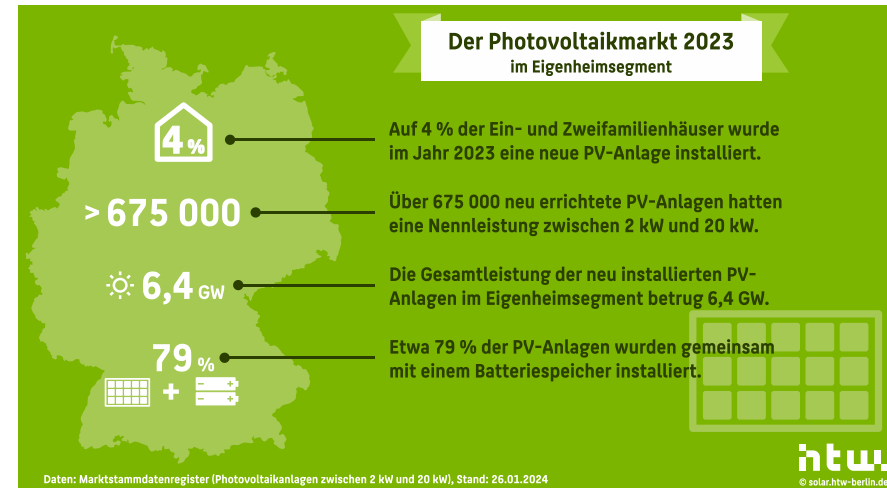 Der Photovoltaikmarkt 2023
im Eigenheimsegment
4 %
Auf 4 % der Ein- und Zweifamilienhäuser wurde
im Jahr 2023 eine neue PV-Anlage installiert.
> 675 000
Über 675 000 neu errichtete PV-Anlagen hatten
eine Nennleistung zwischen 2 kW und 20 kW.
6,4 GW
Die Gesamtleistung der neu installierten PV-
Anlagen im Eigenheimsegment betrug 6,4 GW.
79 %
Etwa 79 % der PV-Anlagen wurden gemeinsam
mit einem Batteriespeicher installiert.
+
htw
Daten: Marktstammdatenregister (Photovoltaikanlagen zwischen 2 kW und 20 kW), Stand: 26.01.2024
© solar.htw-berlin.de